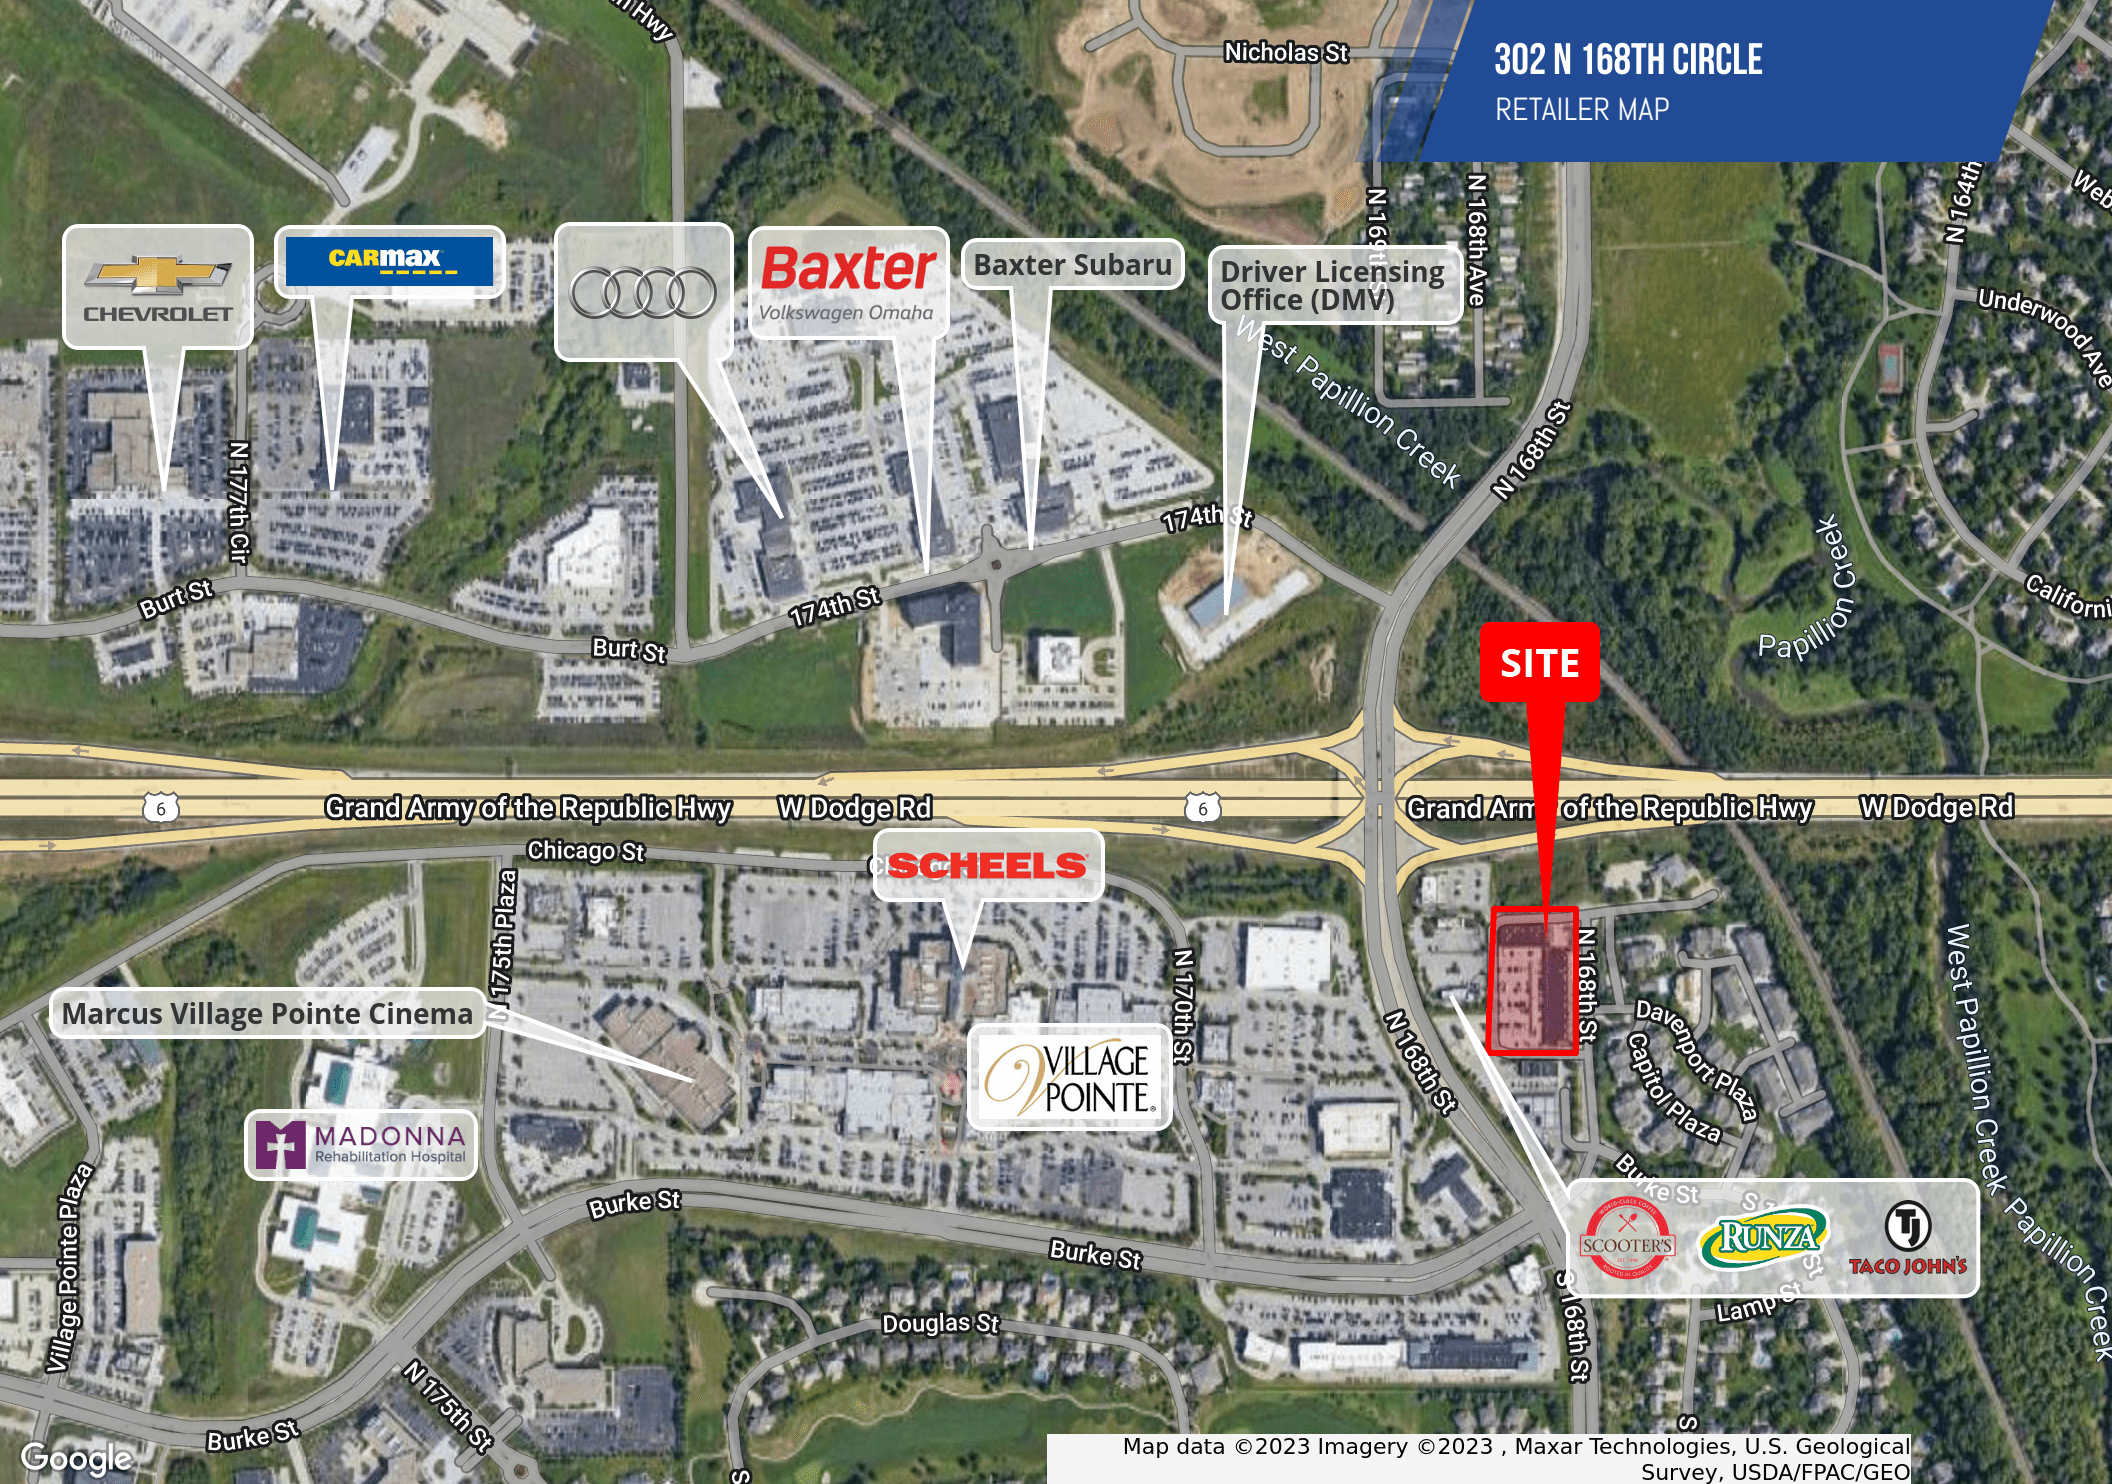 302 N 168TH CIRCLE
RETAILER MAP
Nicholas St
N 168th Ave
N 164th
Underwood Ave
CHEVROLET
CARmax
Baxter
Volkswagen Omaha
Baxter Subaru
Driver Licensing
Office (DMV)
West Papillion Creek
N 168th St
N 177th Cir
174th St
Papillion Creek
Burt St
174th St
Burt St
SITE
6
Grand Army of the Republic Hwy
W Dodge Rd
6
Grand Army of the Republic Hwy
W Dodge Rd
Chicago St
SCHEELS
N 175th Plaza
N 170th St
N 168th St
West Papillion Creek
Marcus Village Pointe Cinema
N 168th St
Davenport Plaza
Capitol Plaza
VILLAGE
POINTE
MADONNA
Rehabilitation Hospital
Village Pointe Plaza
Burke St
Burke St
Burke St
SCOOTER'S
RUNZA
TACO JOHN'S
Papillion Creek
S 168th St
Lamp St
Douglas St
N 175th St
Burke St
S
S
Google
Map data ©2023 Imagery ©2023 , Maxar Technologies, U.S. Geological
Survey, USDA/FPAC/GEO